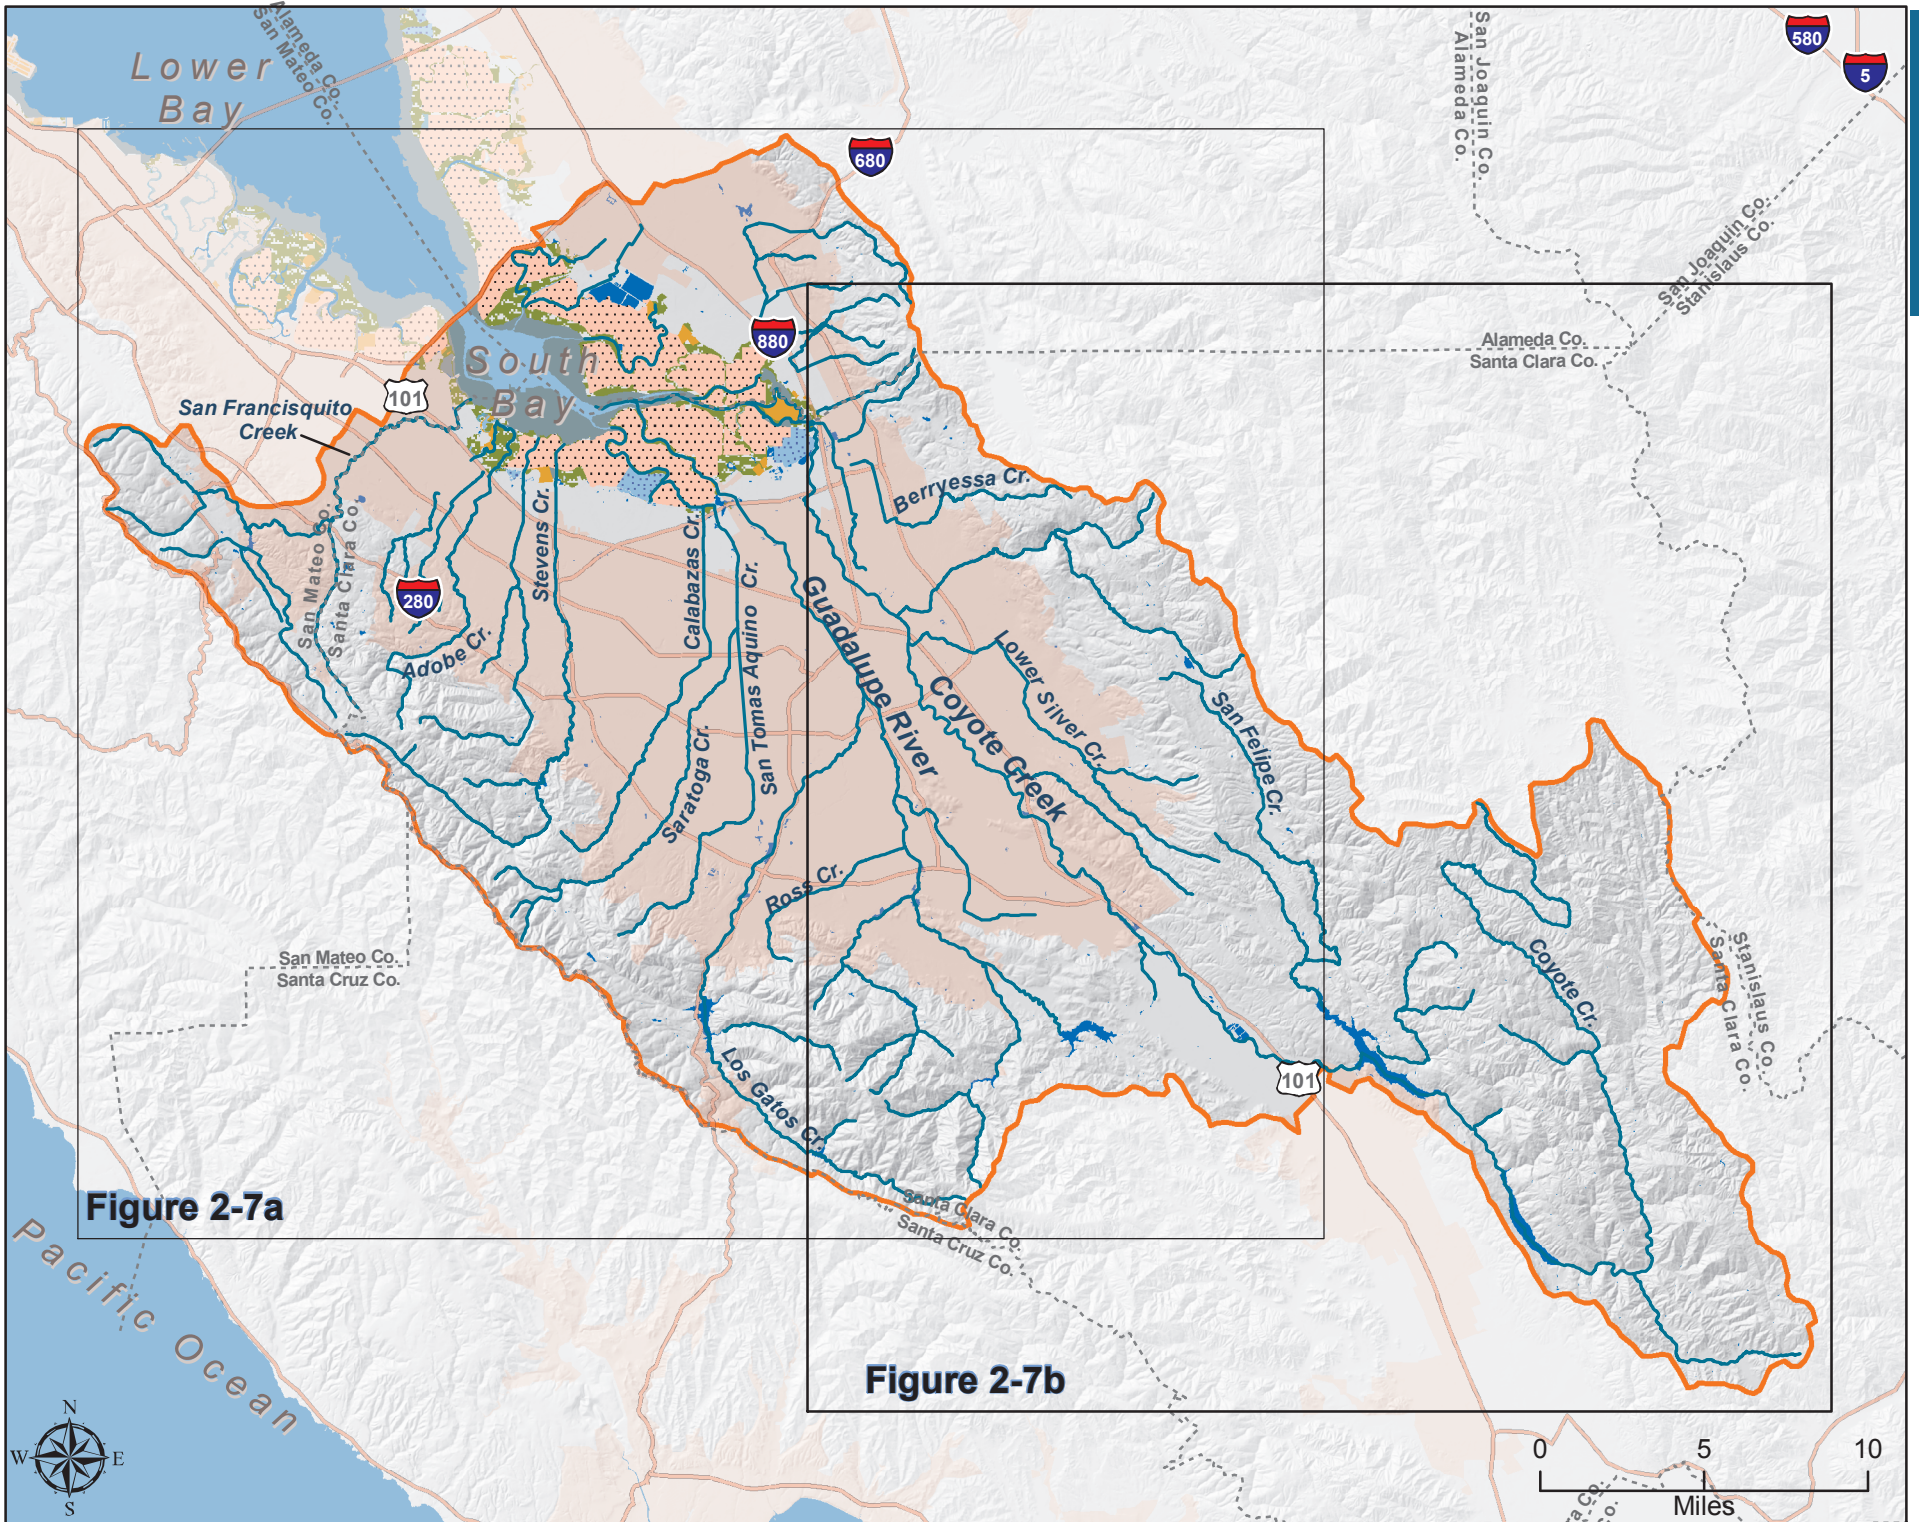 Lower
Bay
Alameda Co.
San Mateo Co.
San Joaquin Co.
Alameda Co.
580
5
680
San Joaquin Co.
Stanislaus Co.
880
Alameda Co.
Santa Clara Co.
South
Bay
101
San Francisquito
Creek
Berryessa Cr.
Stevens Cr.
Calabazas Cr.
San Tomas Aquino Cr.
San Mateo Co.
Santa Clara Co.
280
Adobe Cr.
Guadalupe River
Lower Silver Cr.
Coyote Creek
San Felipe Cr.
Saratoga Cr.
Ross Cr.
San Mateo Co.
Santa Cruz Co.
Coyote Cr.
Stanislaus Co.
Santa Clara Co.
Los Gatos Cr.
101
Figure 2-7a
Santa Clara Co.
Santa Cruz Co.
Pacific Ocean
Figure 2-7b
N
W
E
S
0
5
10
Miles
Co.